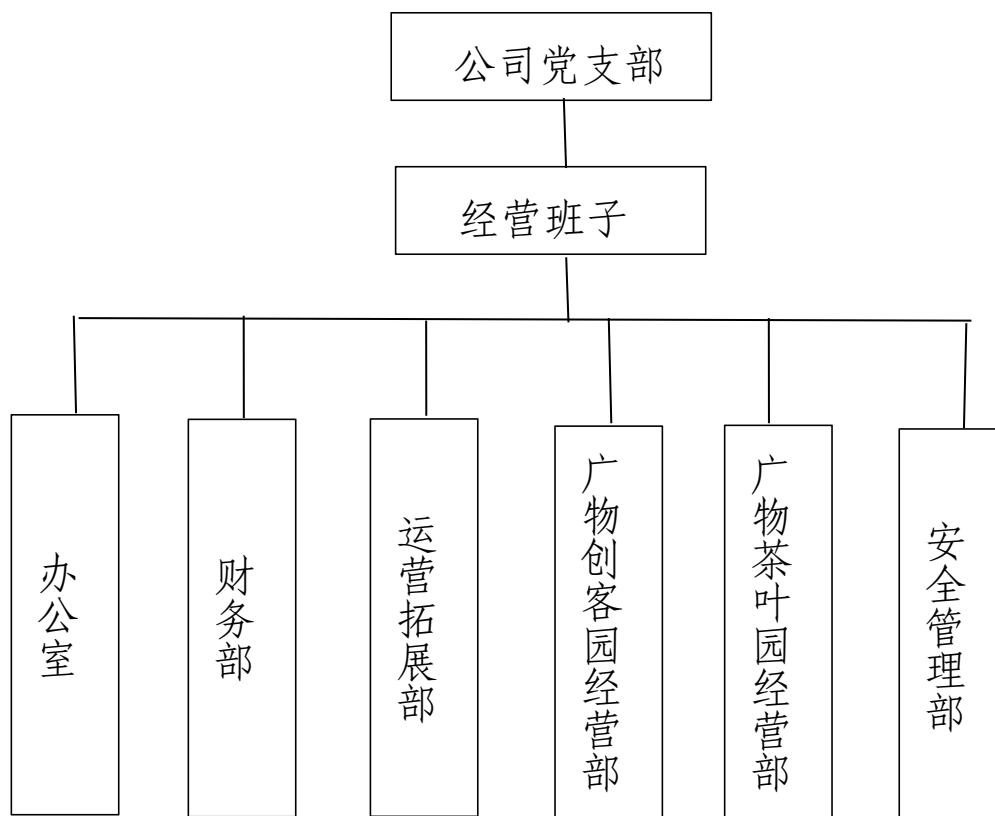 公司党支部
经营班子
办公室
财务部
运营拓展部
广物创客园经营部
广物茶叶园经营部
安全管理部